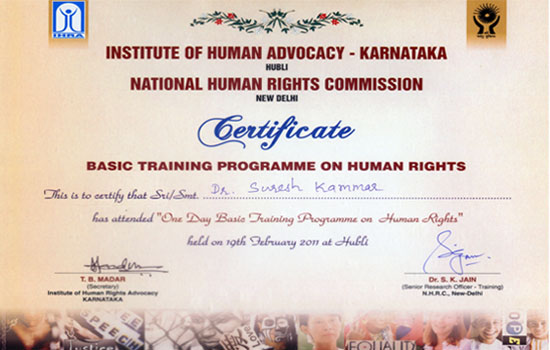 IHRA
INSTITUTE OF HUMAN ADVOCACY - KARNATAKA
HUBLI
NATIONAL HUMAN RIGHTS COMMISSION
NEW DELHI
Certificate
BASIC TRAINING PROGRAMME ON HUMAN RIGHTS
This is to certify that Sri/Smt. Dr. Suresh Kammar
has attended "One Day Basic Training Programme on Human Rights"
held on 19th February 2011 at Hubli
T. B. MADAR
(Secretary)
Institute of Human Rights Advocacy
KARNATAKA
Dr. S. K. JAIN
(Senior Research Officer - Training)
N.H.R.C., New-Delhi
Justice
SPEECH
EQUALITY